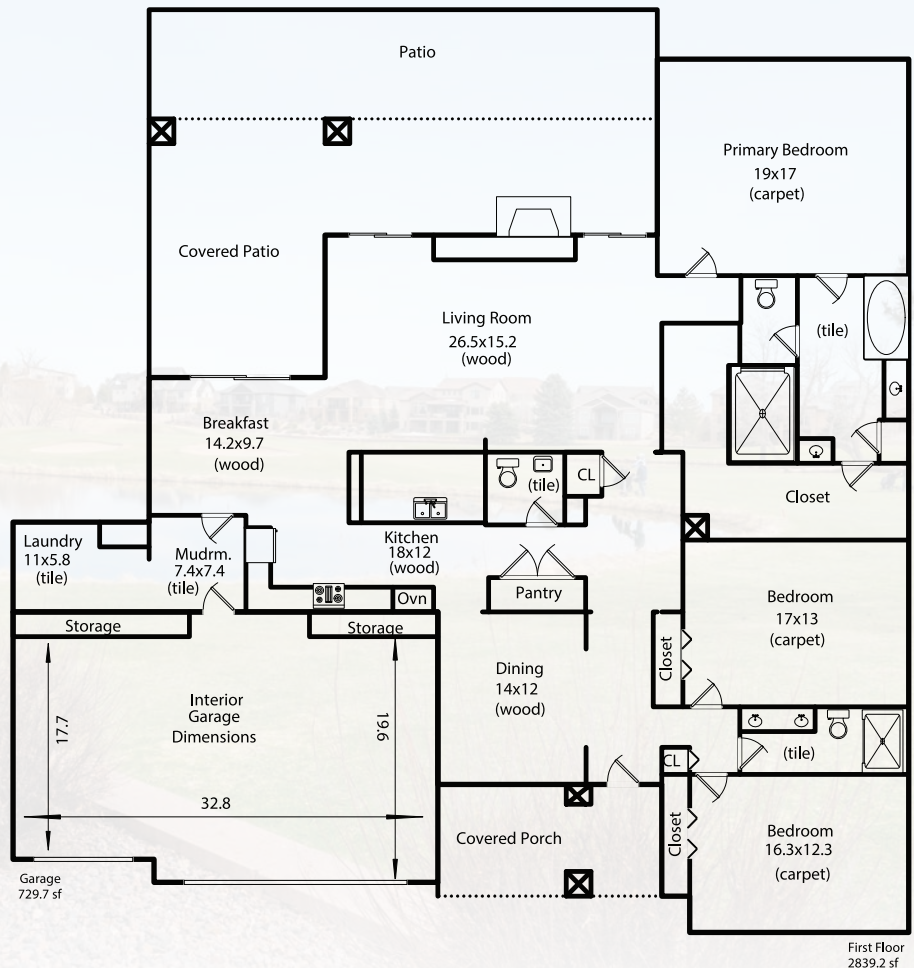 Patio
Primary Bedroom
19x17
(carpet)
Covered Patio
Living Room
26.5x15.2
(wood)
(tile)
Breakfast
14.2x9.7
(wood)
(tile)
CL
Closet
Laundry
11x5.8
(tile)
Mudrm.
7.4x7.4
(tile)
Kitchen
18x12
(wood)
Ovn
Pantry
Bedroom
17x13
(carpet)
Storage
Storage
Closet
Dining
14x12
(wood)
Interior
Garage
Dimensions
17.7
19.6
32.8
(tile)
CL
Covered Porch
Closet
Bedroom
16.3x12.3
(carpet)
Garage
729.7 sf
First Floor
2839.2 sf